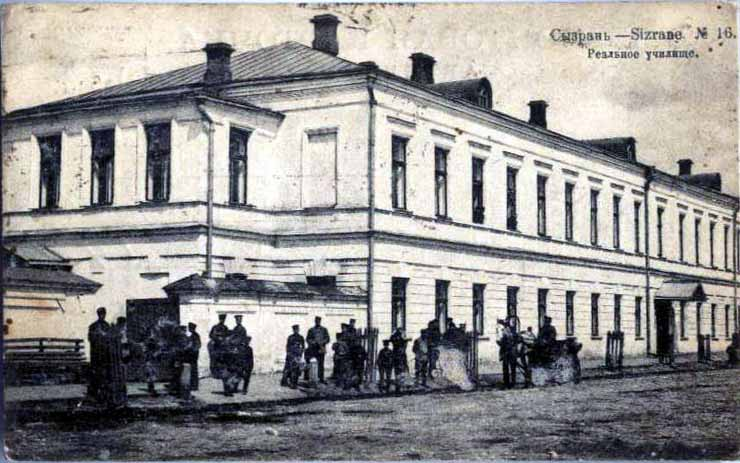 Сызрань —Sizrane № 16.
Реальное училище.